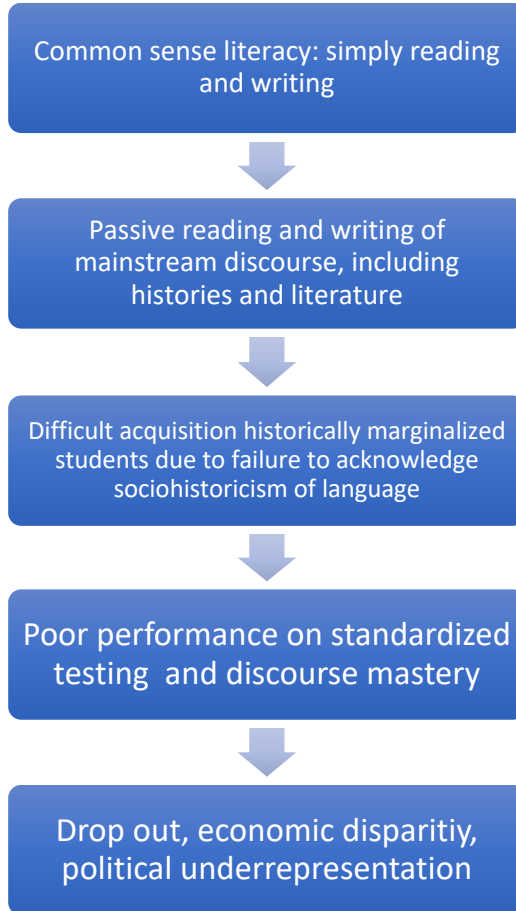 Common sense literacy: simply reading
and writing
Passive reading and writing of
mainstream discourse, including
histories and literature
Difficult acquisition historically marginalized
students due to failure to acknowledge
sociohistoricism of language
Poor performance on standardized
testing and discourse mastery
Drop out, economic disparitiy,
political underrepresentation